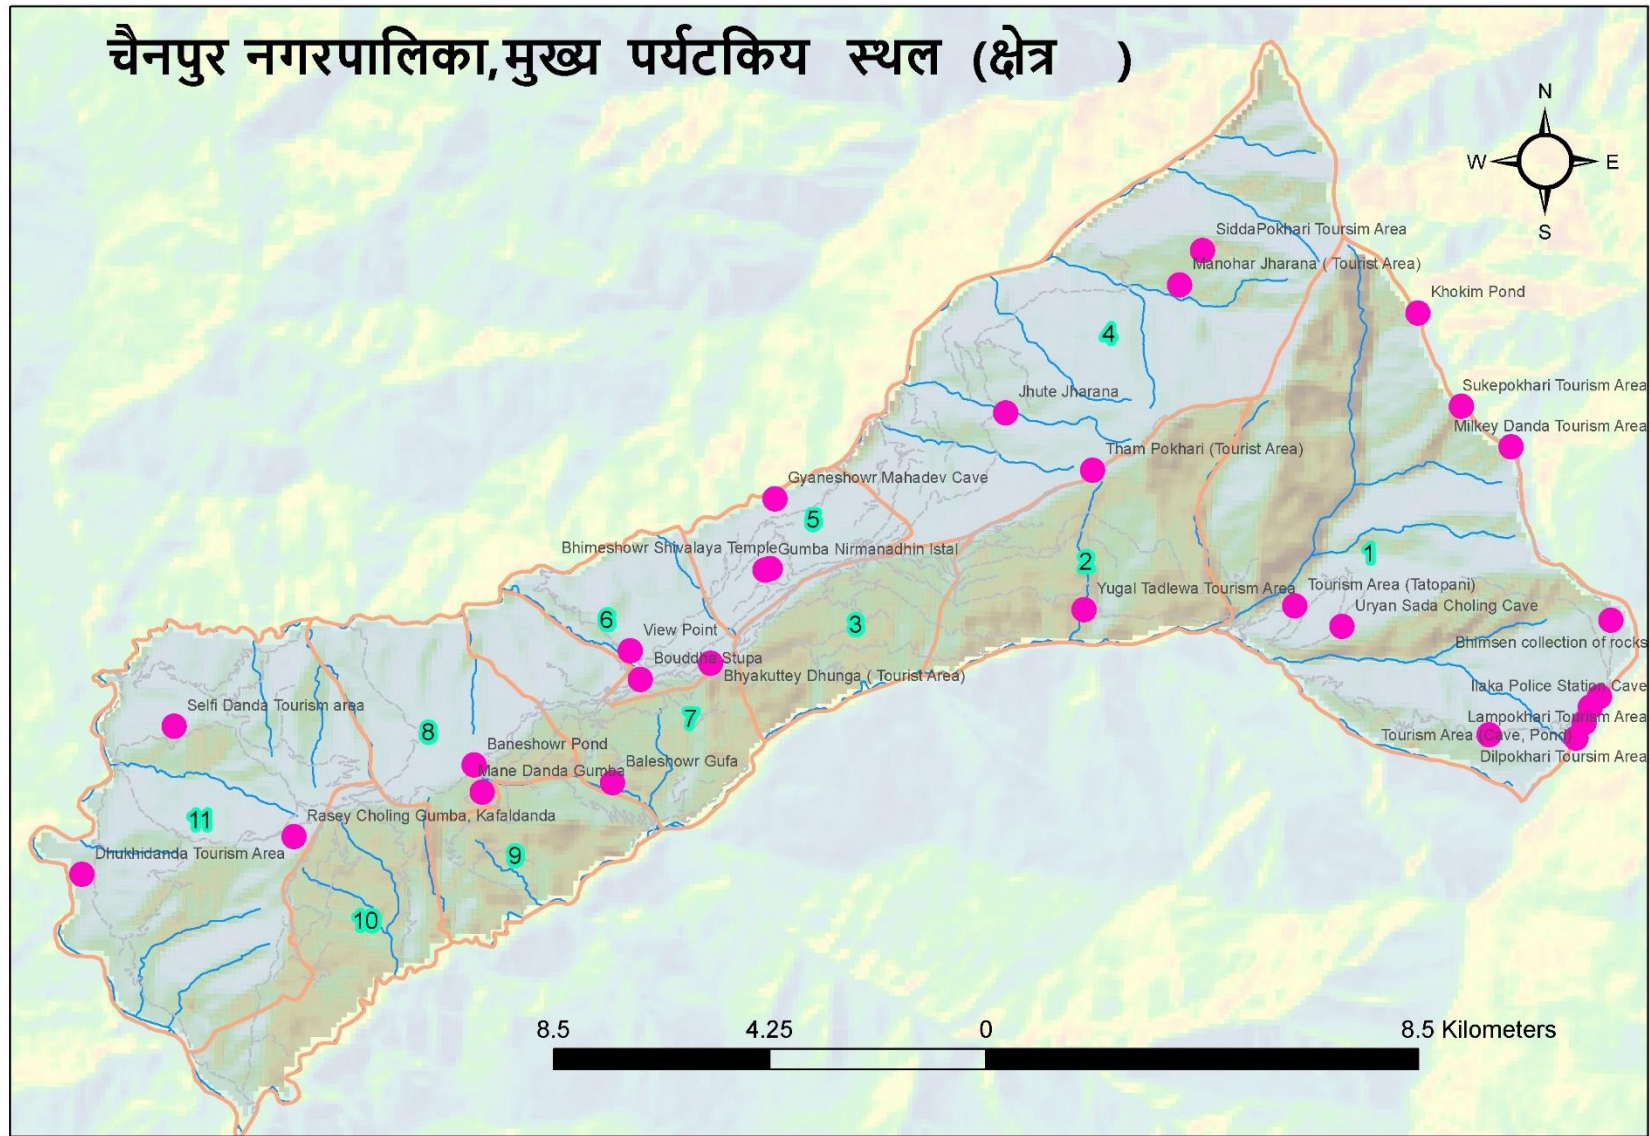 चैनपुर नगरपालिका,मुख्य पर्यटकिय स्थल (क्षेत्र )
N
W E
S
SiddaPokhari Toursim Area
Manohar Jharana ( Tourist Area)
Khokim Pond
4
Sukepokhari Tourism Area
Jhute Jharana
Milkey Danda Tourism Area
Tham Pokhari (Tourist Area)
Gyaneshowr Mahadev Cave
5
Bhimeshowr Shivalaya Temple
Gumba Nirmanadhin Istal
1
2
Tourism Area (Tatopani)
Yugal Tadlewa Tourism Area
Uryan Sada Choling Cave
6
3
View Point
Bhimsen collection of rocks
Bouddha Stupa
Bhyakuttey Dhunga ( Tourist Area)
Ilaka Police Station Cave
Selfi Danda Tourism area
7
Lampokhari Tourism Area
8
Tourism Area (Cave, Pond)
Baneshowr Pond
Dilpokhari Toursim Area
Baleshowr Gufa
Mane Danda Gumba
11
Rasey Choling Gumba, Kafaldanda
Dhukhidanda Tourism Area
9
10
8.5 4.25 0 8.5 Kilometers